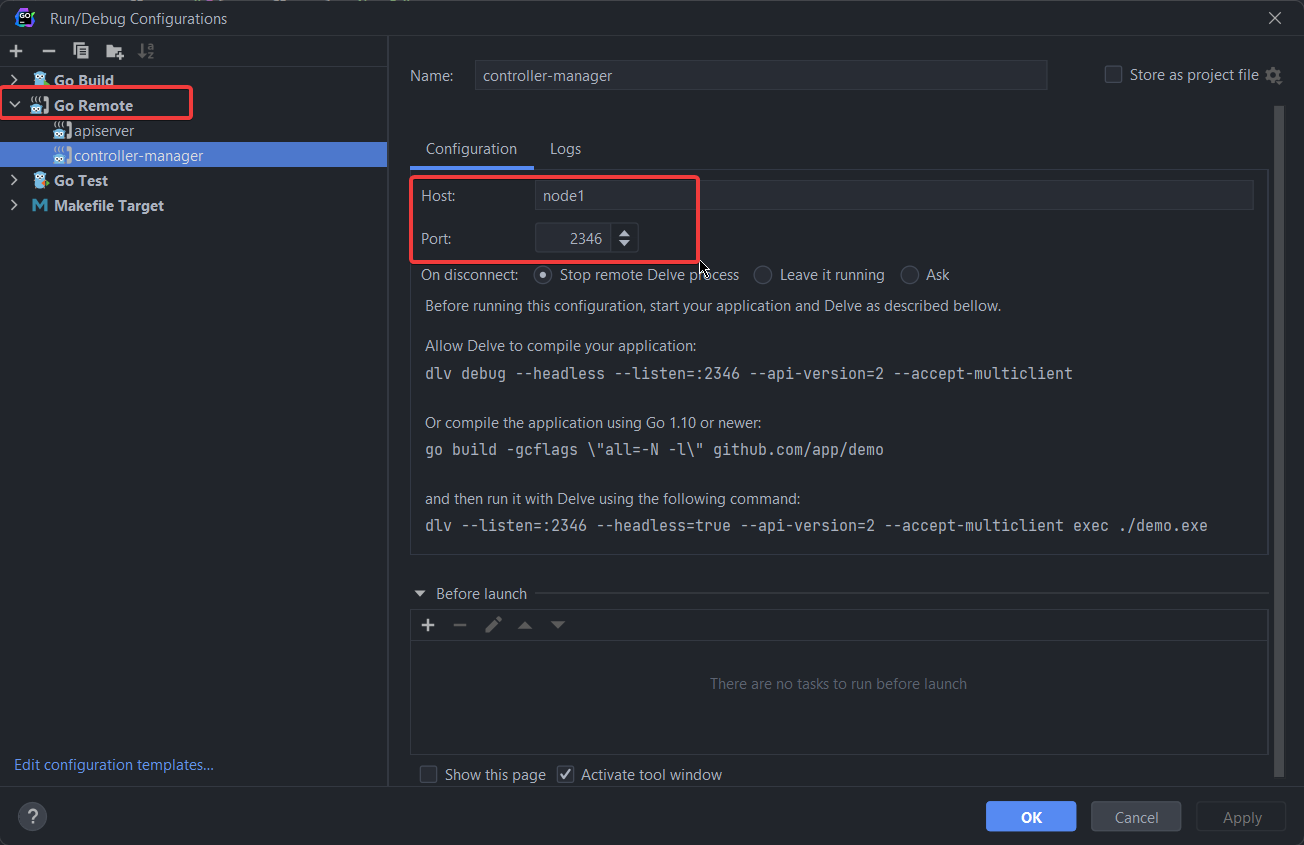 Run/Debug Configurations
Go Build
Go Remote
apiserver
controller-manager
Go Test
Makefile Target
Edit configuration templates...
Name: controller-manager
Store as project file
Configuration Logs
Host: node1
Port: 2346
On disconnect: Stop remote Delve process Leave it running Ask
Before running this configuration, start your application and Delve as described bellow.
Allow Delve to compile your application:
dlv debug --headless --listen=:2346 --api-version=2 --accept-multiclient
Or compile the application using Go 1.10 or newer:
go build -gcflags \"all=-N -l\" github.com/app/demo
and then run it with Delve using the following command:
dlv --listen=:2346 --headless=true --api-version=2 --accept-multiclient exec ./demo.exe
Before launch
There are no tasks to run before launch
Show this page Activate tool window
? OK Cancel Apply